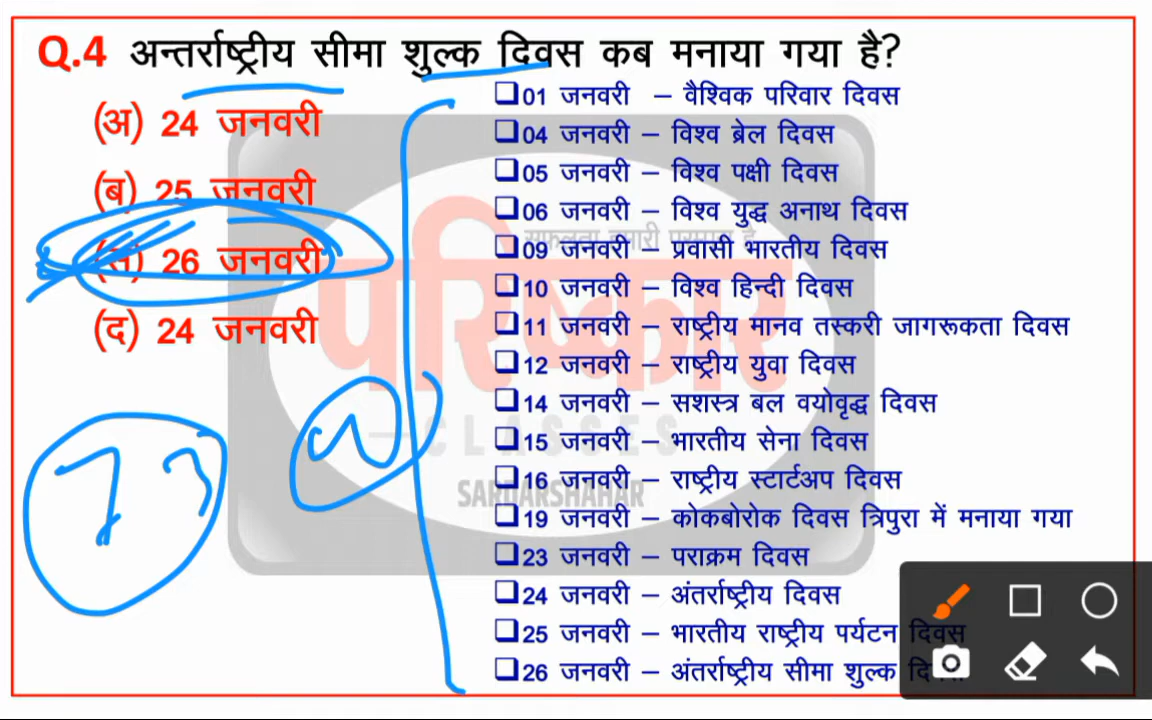 Q.4 अन्तर्राष्ट्रीय सीमा शुल्क दिवस कब मनाया गया है?
(अ) 24 जनवरी
(ब) 25 जनवरी
(स) 26 जनवरी
(द) 24 जनवरी
01 जनवरी – वैश्विक परिवार दिवस
04 जनवरी – विश्व ब्रेल दिवस
05 जनवरी – विश्व पक्षी दिवस
06 जनवरी – विश्व युद्ध अनाथ दिवस
09 जनवरी – प्रवासी भारतीय दिवस
10 जनवरी – विश्व हिन्दी दिवस
11 जनवरी – राष्ट्रीय मानव तस्करी जागरूकता दिवस
12 जनवरी – राष्ट्रीय युवा दिवस
14 जनवरी – सशस्त्र बल वयोवृद्ध दिवस
15 जनवरी – भारतीय सेना दिवस
16 जनवरी – राष्ट्रीय स्टार्टअप दिवस
19 जनवरी – कोकबोरोक दिवस त्रिपुरा में मनाया गया
23 जनवरी – पराक्रम दिवस
24 जनवरी – अंतर्राष्ट्रीय दिवस
25 जनवरी – भारतीय राष्ट्रीय पर्यटन दिवस
26 जनवरी – अंतर्राष्ट्रीय सीमा शुल्क
परिष्कार
CLASSES
SARDARSHAHAR